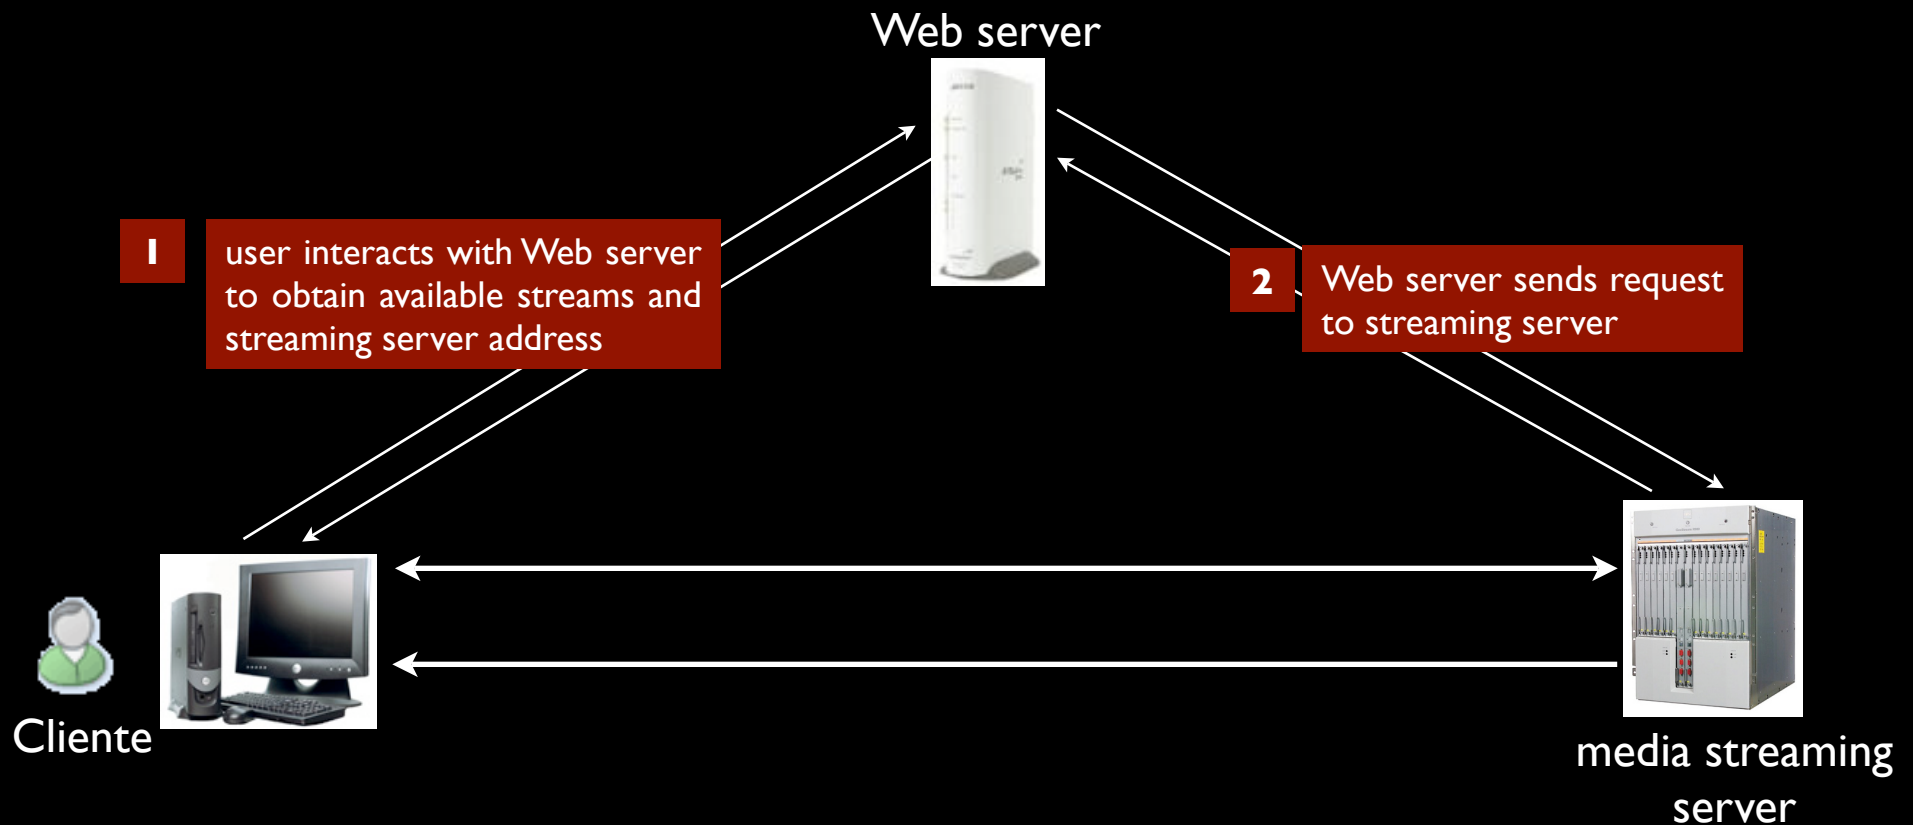 Web server
1
user interacts with Web server
to obtain available streams and
streaming server address
2
Web server sends request
to streaming server
Cliente
media streaming
server